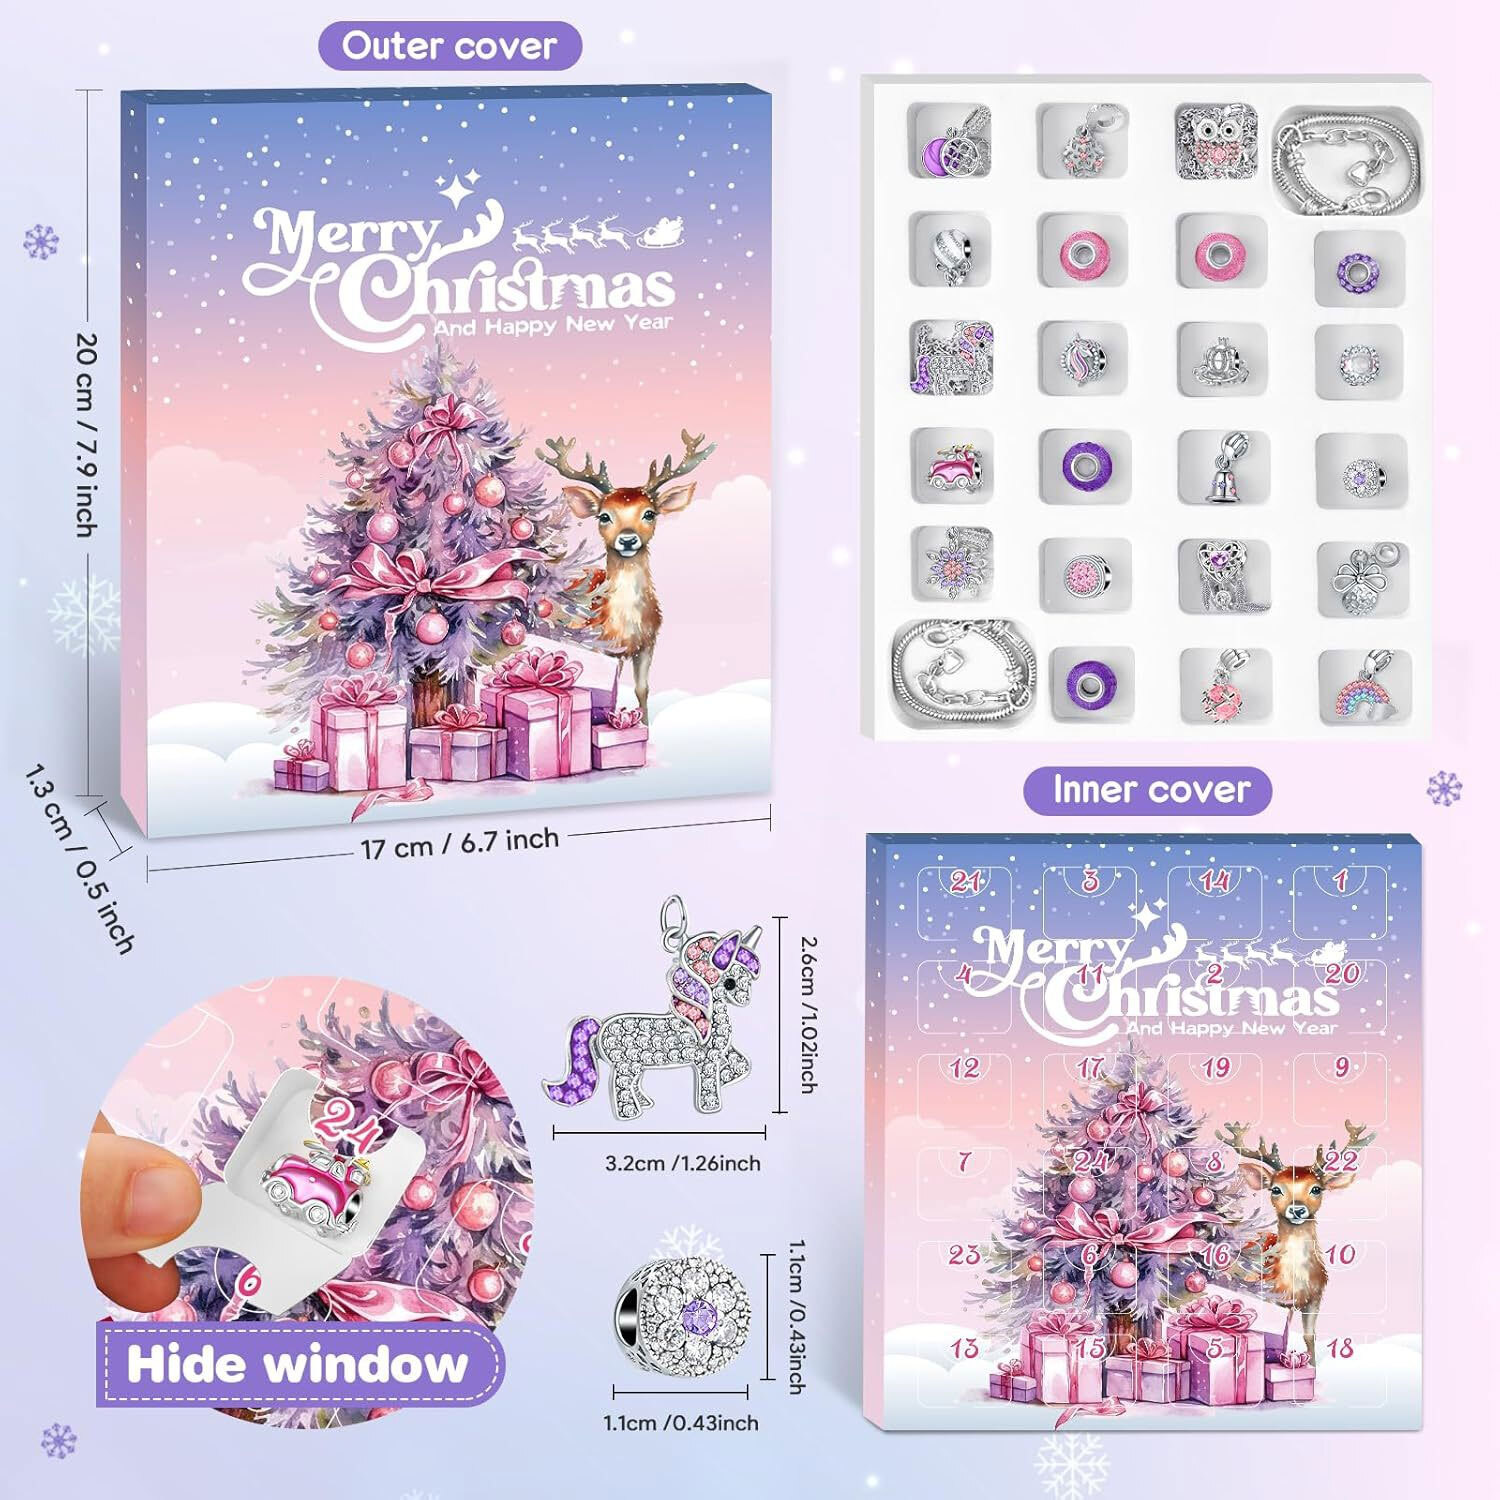 Outer cover
Merry
Christmas
And Happy New Year
20 cm / 7.9 inch
1.3 cm / 0.5 inch
17 cm / 6.7 inch
Inner cover
21 3 14 1
Merry
4 11 2 20
Christmas
And Happy New Year
12 17 19 9
7 24 8 22
23 6 16 10
13 15 5 18
2.6cm /1.02inch
3.2cm /1.26inch
24
6
Hide window
1.1cm /0.43inch
1.1cm /0.43inch